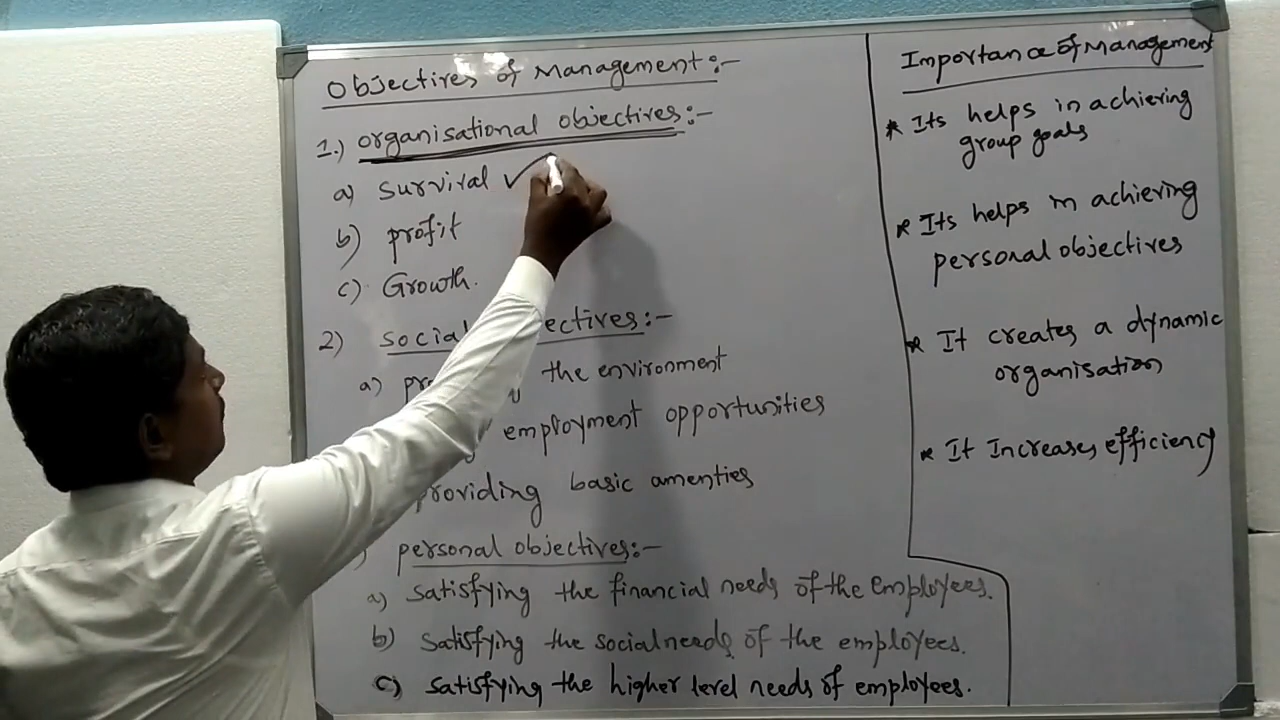 Objectives of Management:-
1.) organisational objectives:-
a) survival ✓
b) profit
c) Growth.
2) social ectives:-
a) the environment
employment opportunities
providing basic amenties
personal objectives:-
a) satisfying the financial needs of the employees.
b) satisfying the social needs of the employees.
c) satisfying the higher level needs of employees.
Importance of Management
* Its helps in achieving
group goals
* Its helps in achieving
personal objectives
* It creates a dynamic
organisation
* It Increases efficiency